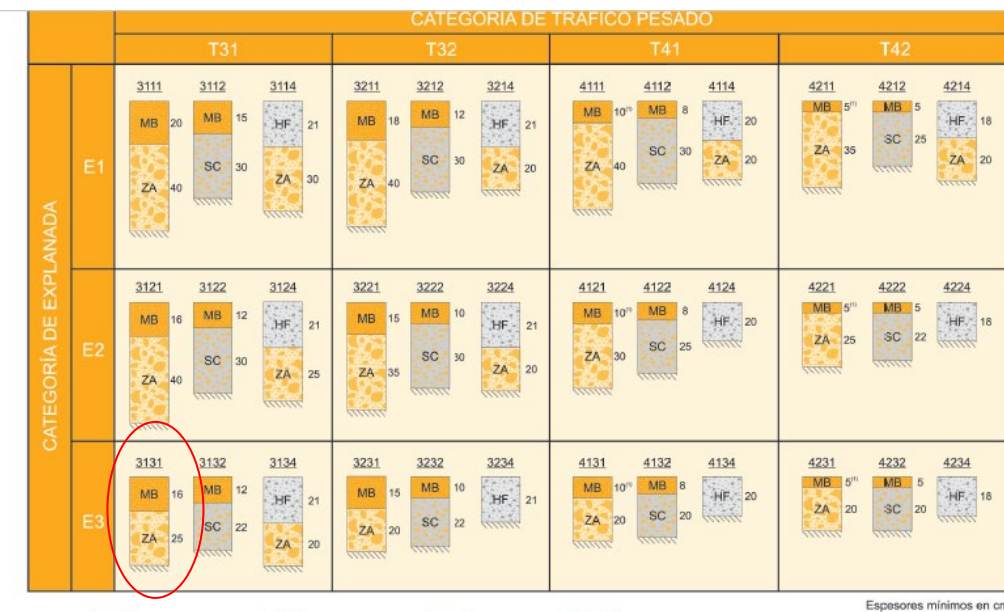 CATEGORIA DE TRÁFICO PESADO
T31 T32 T41 T42
CATEGORÍA DE EXPLANADA
E1
3111 3112 3114 3211 3212 3214 4111 4112 4114 4211 4212 4214
MB 20 MB 15 HF 21 MB 18 MB 12 HF 21 MB 10(1) MB 8 HF 20 MB 5(1) MB 5 HF 18
ZA 40 SC 30 ZA 30 ZA 40 SC 30 ZA 20 ZA 40 SC 30 ZA 20 ZA 35 SC 25 ZA 20
E2
3121 3122 3124 3221 3222 3224 4121 4122 4124 4221 4222 4224
MB 16 MB 12 HF 21 MB 15 MB 10 HF 21 MB 10(1) MB 8 HF 20 MB 5(1) MB 5 HF 18
ZA 40 SC 30 ZA 25 ZA 35 SC 30 ZA 20 ZA 30 SC 25 ZA 25 SC 22
E3
3131 3132 3134 3231 3232 3234 4131 4132 4134 4231 4232 4234
MB 16 MB 12 HF 21 MB 15 MB 10 HF 21 MB 10(1) MB 8 HF 20 MB 5(1) MB 5 HF 18
ZA 25 SC 22 ZA 20 ZA 20 SC 22 ZA 20 SC 20 ZA 20 SC 20
Espesores mínimos en cm